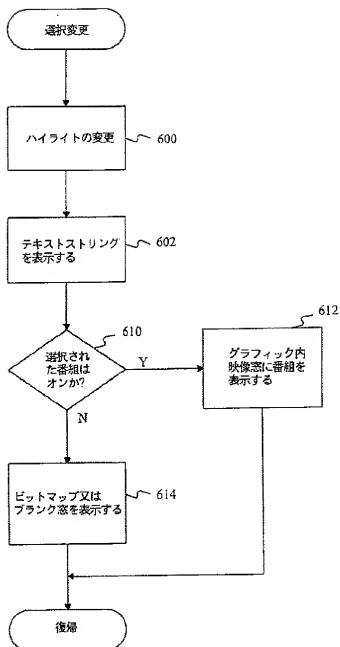 選択変更
ハイライトの変更
600
テキストストリング
を表示する
602
610
選択され
た番組は
オンか?
Y
612
グラフィック内
映像窓に番組を
表示する
N
ビットマップ又は
ブランク窓を表示する
614
復帰